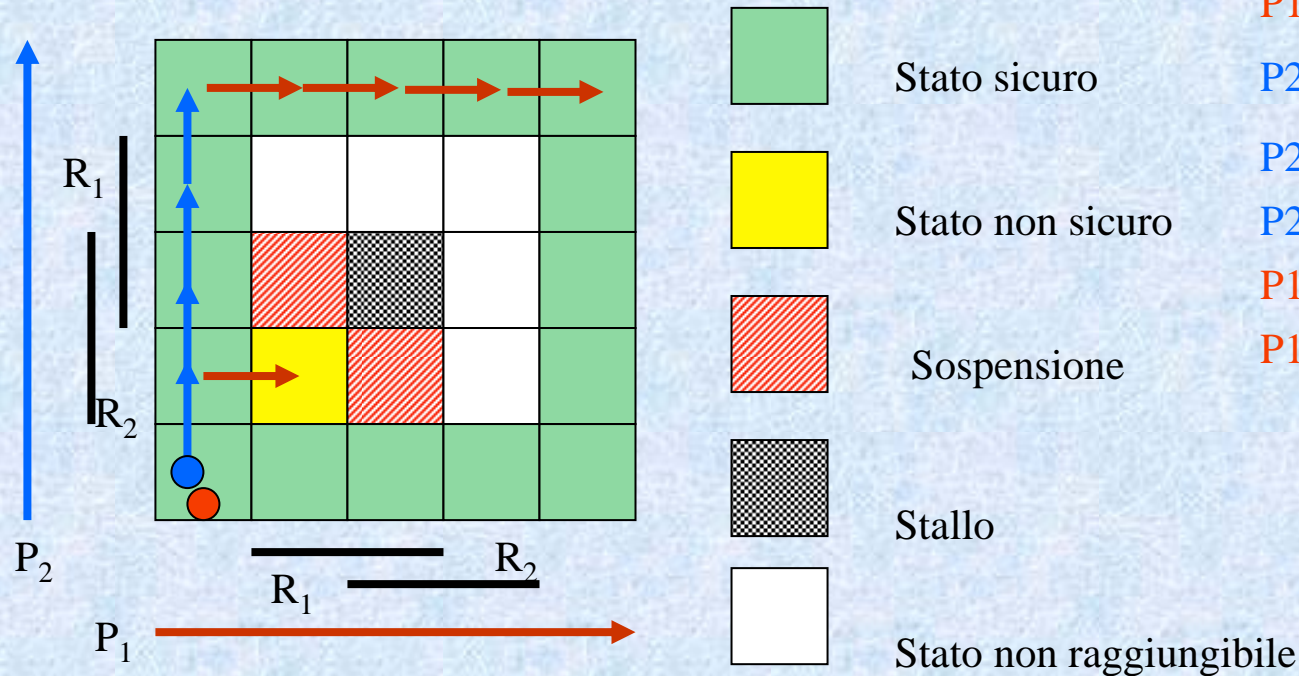 P1
Stato sicuro
P2
R1
P2
Stato non sicuro
P2
P1
Sospensione
P1
R2
Stallo
P2
R1
R2
P1
Stato non raggiungibile